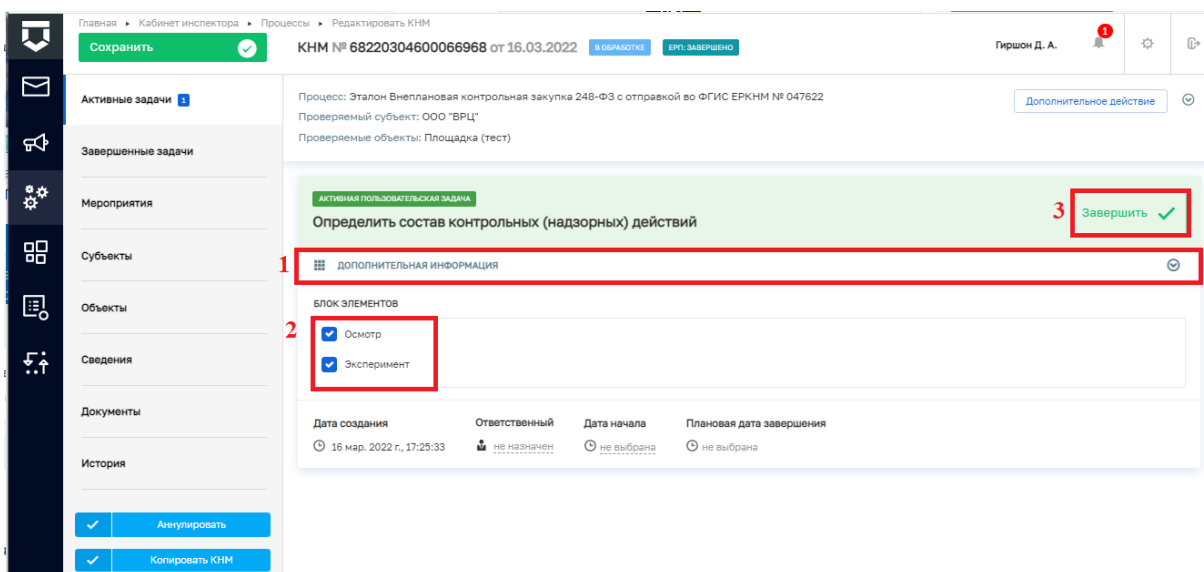 Главная ▸ Кабинет инспектора ▸ Процессы ▸ Редактировать КНМ
Сохранить
КНМ № 68220304600066968 от 16.03.2022 В ОБРАБОТКЕ ЕРП: ЗАВЕРШЕНО
Гиршон Д. А.
1
Активные задачи 1
Завершенные задачи
Мероприятия
Субъекты
Объекты
Сведения
Документы
История
Аннулировать
Копировать КНМ
Процесс: Эталон Внеплановая контрольная закупка 248-ФЗ с отправкой во ФГИС ЕРКНМ № 047622
Дополнительное действие
Проверяемый субъект: ООО "ВРЦ"
Проверяемые объекты: Площадка (тест)
АКТИВНАЯ ПОЛЬЗОВАТЕЛЬСКАЯ ЗАДАЧА
Определить состав контрольных (надзорных) действий
3 Завершить
1 ДОПОЛНИТЕЛЬНАЯ ИНФОРМАЦИЯ
БЛОК ЭЛЕМЕНТОВ
2 Осмотр
Эксперимент
Дата создания Ответственный Дата начала Плановая дата завершения
16 мар. 2022 г., 17:25:33 не назначен не выбрана не выбрана